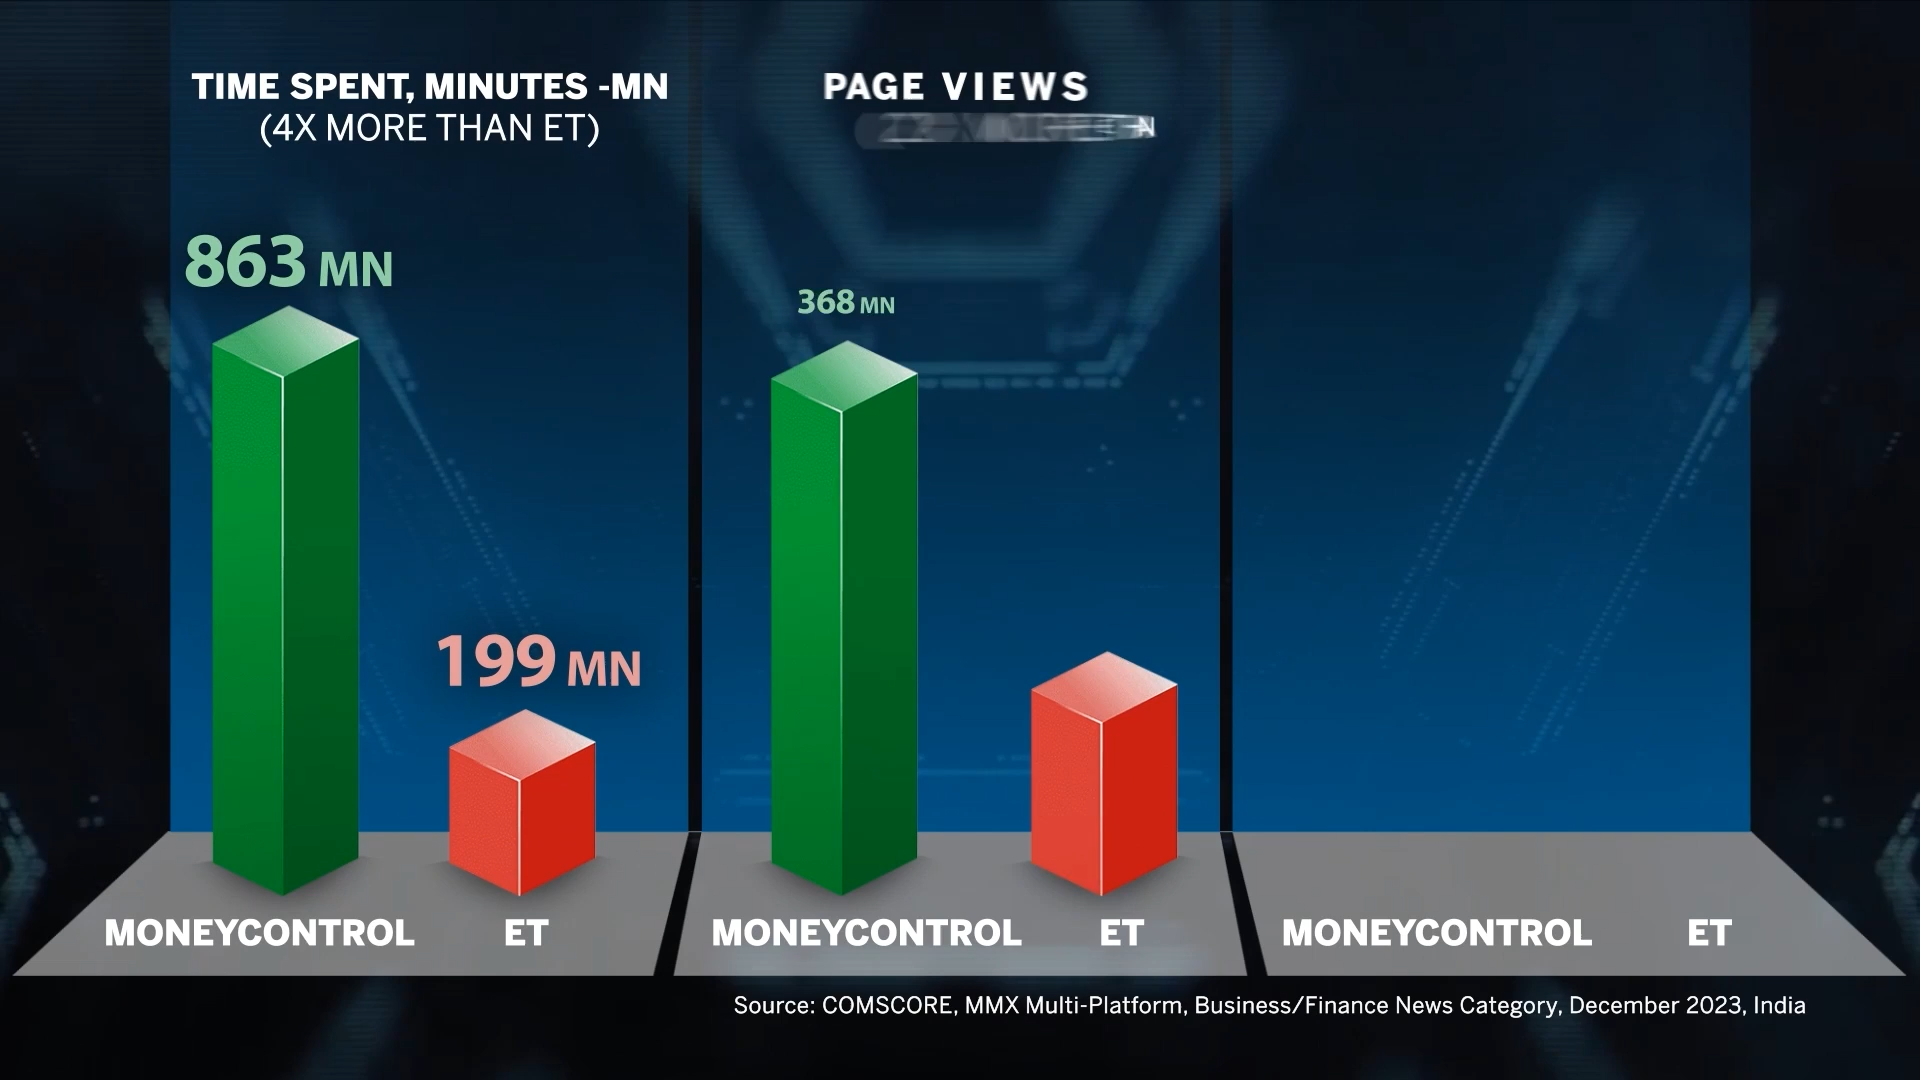 TIME SPENT, MINUTES -MN
(4X MORE THAN ET)
863 MN
199 MN
MONEYCONTROL
ET
PAGE VIEWS
368 MN
MONEYCONTROL
ET
MONEYCONTROL
ET
Source: COMSCORE, MMX Multi-Platform, Business/Finance News Category, December 2023, India